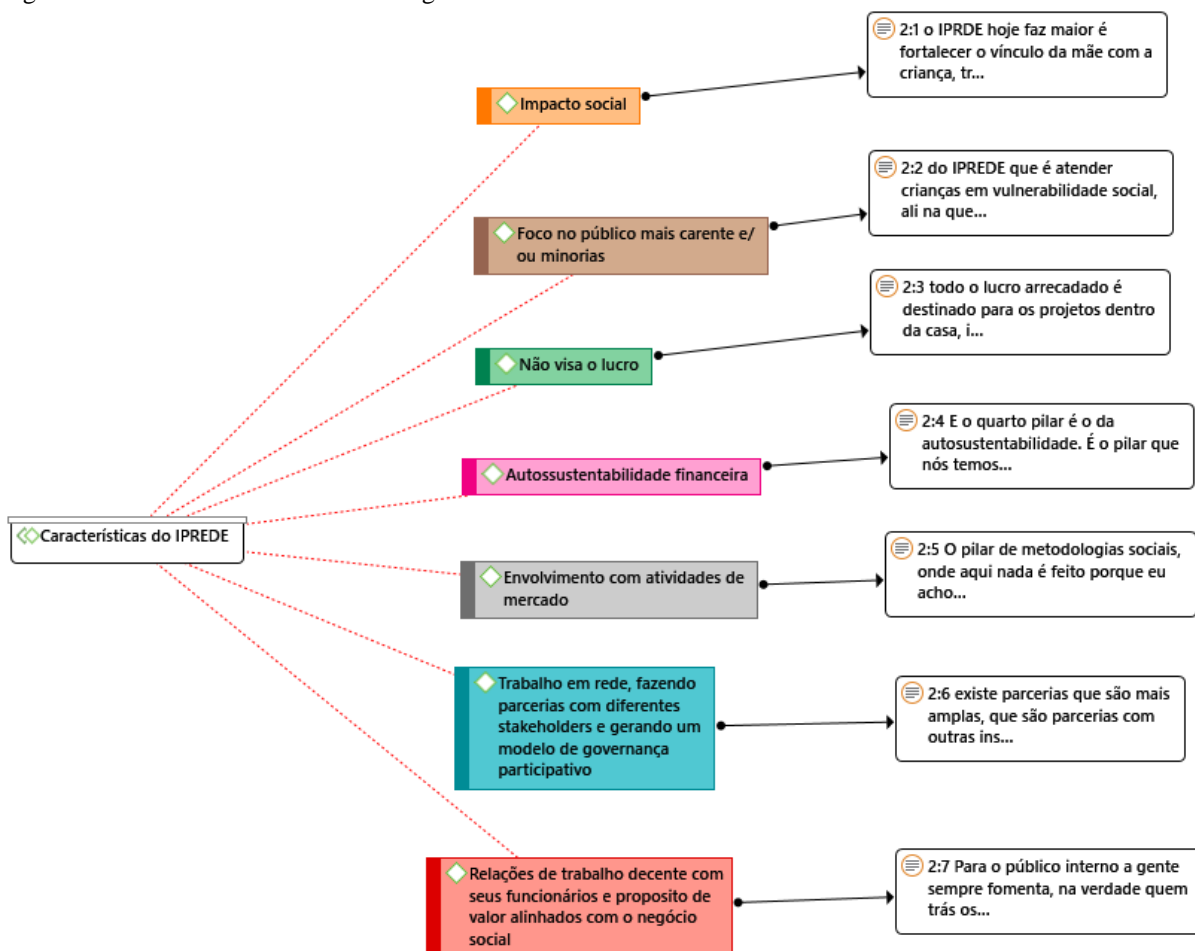 2:1 o IPRDE hoje faz maior é
fortalecer o vínculo da mãe com a
criança, tr...
Impacto social
2:2 do IPREDE que é atender
crianças em vulnerabilidade social,
ali na que...
Foco no público mais carente e/
ou minorias
2:3 todo o lucro arrecadado é
destinado para os projetos dentro
da casa, i...
Não visa o lucro
2:4 E o quarto pilar é o da
autosustentabilidade. É o pilar que
nós temos...
Autossustentabilidade financeira
Características do IPREDE
2:5 O pilar de metodologias sociais,
onde aqui nada é feito porque eu
acho...
Envolvimento com atividades de
mercado
Trabalho em rede, fazendo
parcerias com diferentes
stakeholders e gerando um
modelo de governança
participativo
2:6 existe parcerias que são mais
amplas, que são parcerias com
outras ins...
Relações de trabalho decente com
seus funcionários e proposito de
valor alinhados com o negócio
social
2:7 Para o público interno a gente
sempre fomenta, na verdade quem
trás os...